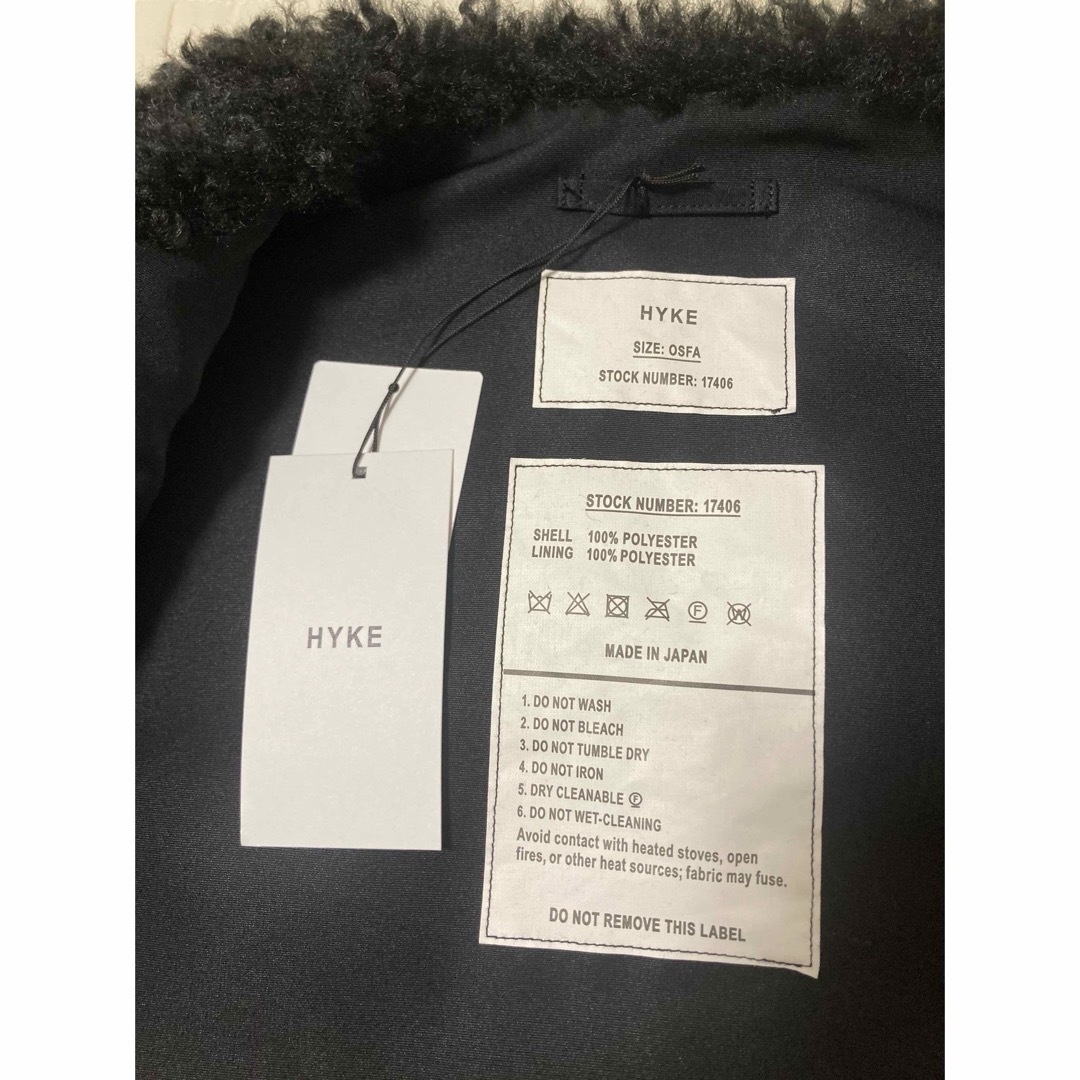 HYKE
SIZE: OSFA
STOCK NUMBER: 17406
HYKE
STOCK NUMBER: 17406
SHELL 100% POLYESTER
LINING 100% POLYESTER
W
MADE IN JAPAN
1. DO NOT WASH
2. DO NOT BLEACH
3. DO NOT TUMBLE DRY
4. DO NOT IRON
5. DRY CLEANABLE Ⓕ
6. DO NOT WET-CLEANING
Avoid contact with heated stoves, open
fires, or other heat sources; fabric may fuse.
DO NOT REMOVE THIS LABEL